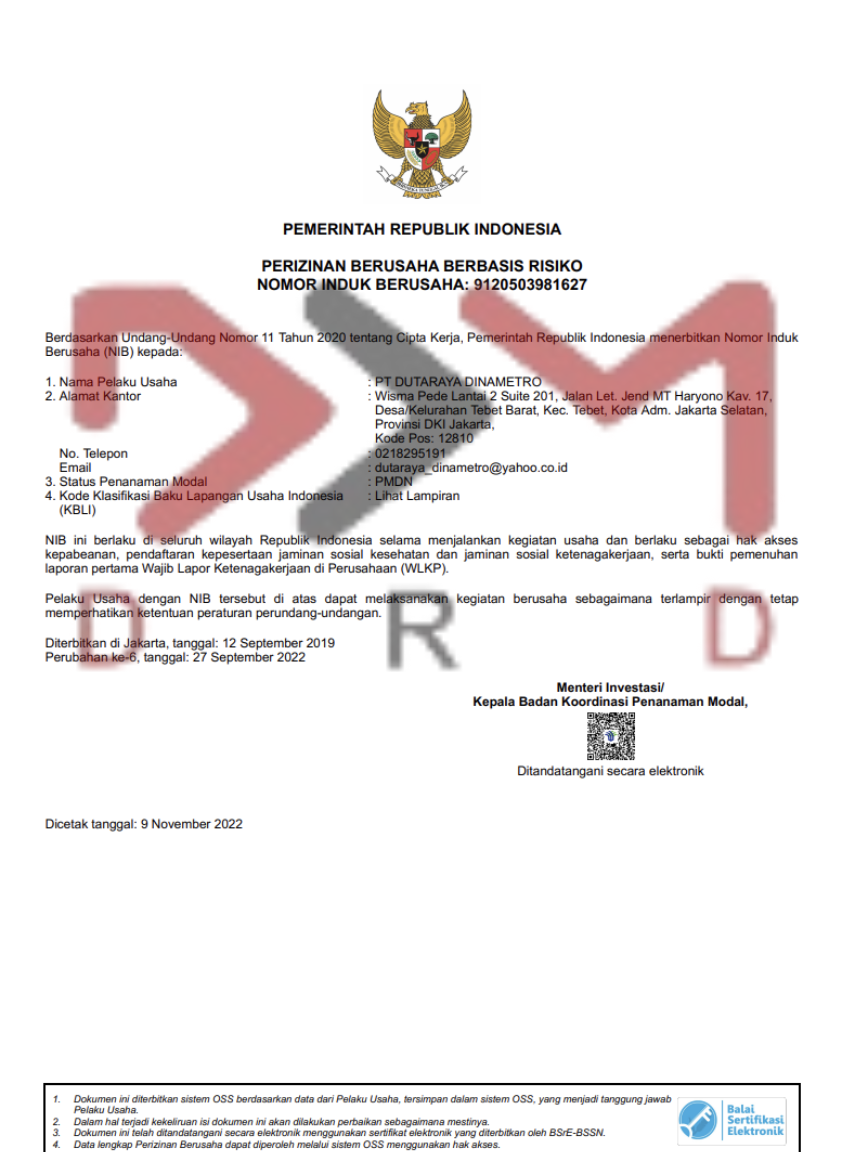 PEMERINTAH REPUBLIK INDONESIA
PERIZINAN BERUSAHA BERBASIS RISIKO
NOMOR INDUK BERUSAHA: 9120503981627
Berdasarkan Undang-Undang Nomor 11 Tahun 2020 tentang Cipta Kerja, Pemerintah Republik Indonesia menerbitkan Nomor Induk
Berusaha (NIB) kepada:
1. Nama Pelaku Usaha : PT DUTARAYA DINAMETRO
2. Alamat Kantor : Wisma Pede Lantai 2 Suite 201, Jalan Let. Jend MT Haryono Kav. 17,
Desa/Kelurahan Tebet Barat, Kec. Tebet, Kota Adm. Jakarta Selatan,
Provinsi DKI Jakarta,
Kode Pos: 12810
No. Telepon : 0218295191
Email : dutaraya_dinametro@yahoo.co.id
3. Status Penanaman Modal : PMDN
4. Kode Klasifikasi Baku Lapangan Usaha Indonesia : Lihat Lampiran
(KBLI)
NIB ini berlaku di seluruh wilayah Republik Indonesia selama menjalankan kegiatan usaha dan berlaku sebagai hak akses
kepabeanan, pendaftaran kepesertaan jaminan sosial kesehatan dan jaminan sosial ketenagakerjaan, serta bukti pemenuhan
laporan pertama Wajib Lapor Ketenagakerjaan di Perusahaan (WLKP).
Pelaku Usaha dengan NIB tersebut di atas dapat melaksanakan kegiatan berusaha sebagaimana terlampir dengan tetap
memperhatikan ketentuan peraturan perundang-undangan.
D R D
Diterbitkan di Jakarta, tanggal: 12 September 2019
Perubahan ke-6, tanggal: 27 September 2022
Menteri Investasi/
Kepala Badan Koordinasi Penanaman Modal,
Ditandatangani secara elektronik
Dicetak tanggal: 9 November 2022
1. Dokumen ini diterbitkan sistem OSS berdasarkan data dari Pelaku Usaha, tersimpan dalam sistem OSS, yang menjadi tanggung jawab
Pelaku Usaha.
2. Dalam hal terjadi kekeliruan isi dokumen ini akan dilakukan perbaikan sebagaimana mestinya.
3. Dokumen ini telah ditandatangani secara elektronik menggunakan sertifikat elektronik yang diterbitkan oleh BSrE-BSSN.
4. Data lengkap Perizinan Berusaha dapat diperoleh melalui sistem OSS menggunakan hak akses.
Balai
Sertifikasi
Elektronik